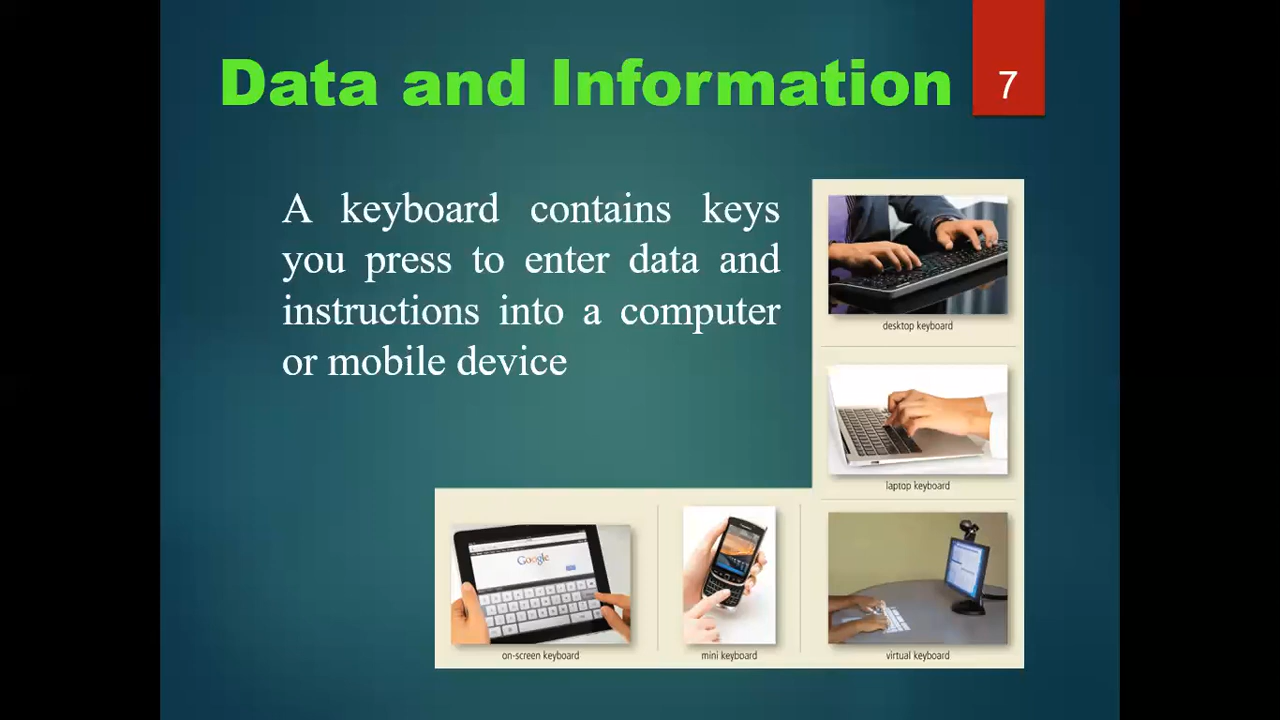 Data and Information
7
A keyboard contains keys
you press to enter data and
instructions into a computer
or mobile device
desktop keyboard
laptop keyboard
Google
on-screen keyboard
mini keyboard
virtual keyboard